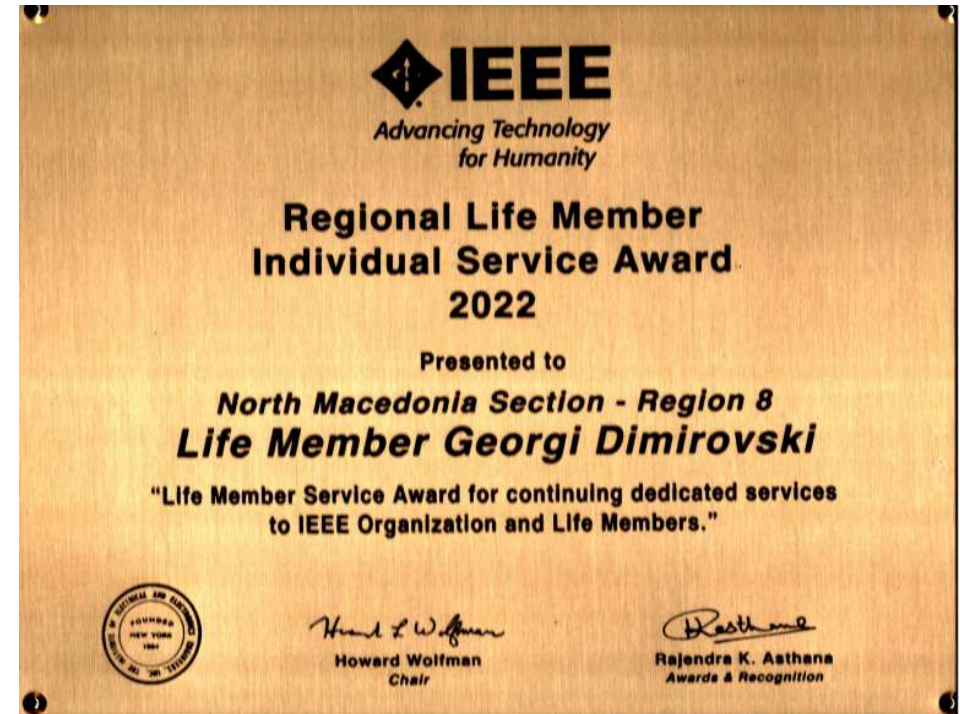 IEEE
Advancing Technology
for Humanity
Regional Life Member
Individual Service Award
2022
Presented to
North Macedonia Section - Region 8
Life Member Georgi Dimirovski
“Life Member Service Award for continuing dedicated services
to IEEE Organization and Life Members.”
FOUNDED
NEW YORK
1884
Howard Wolfman
Chair
Rajendra K. Asthana
Awards & Recognition